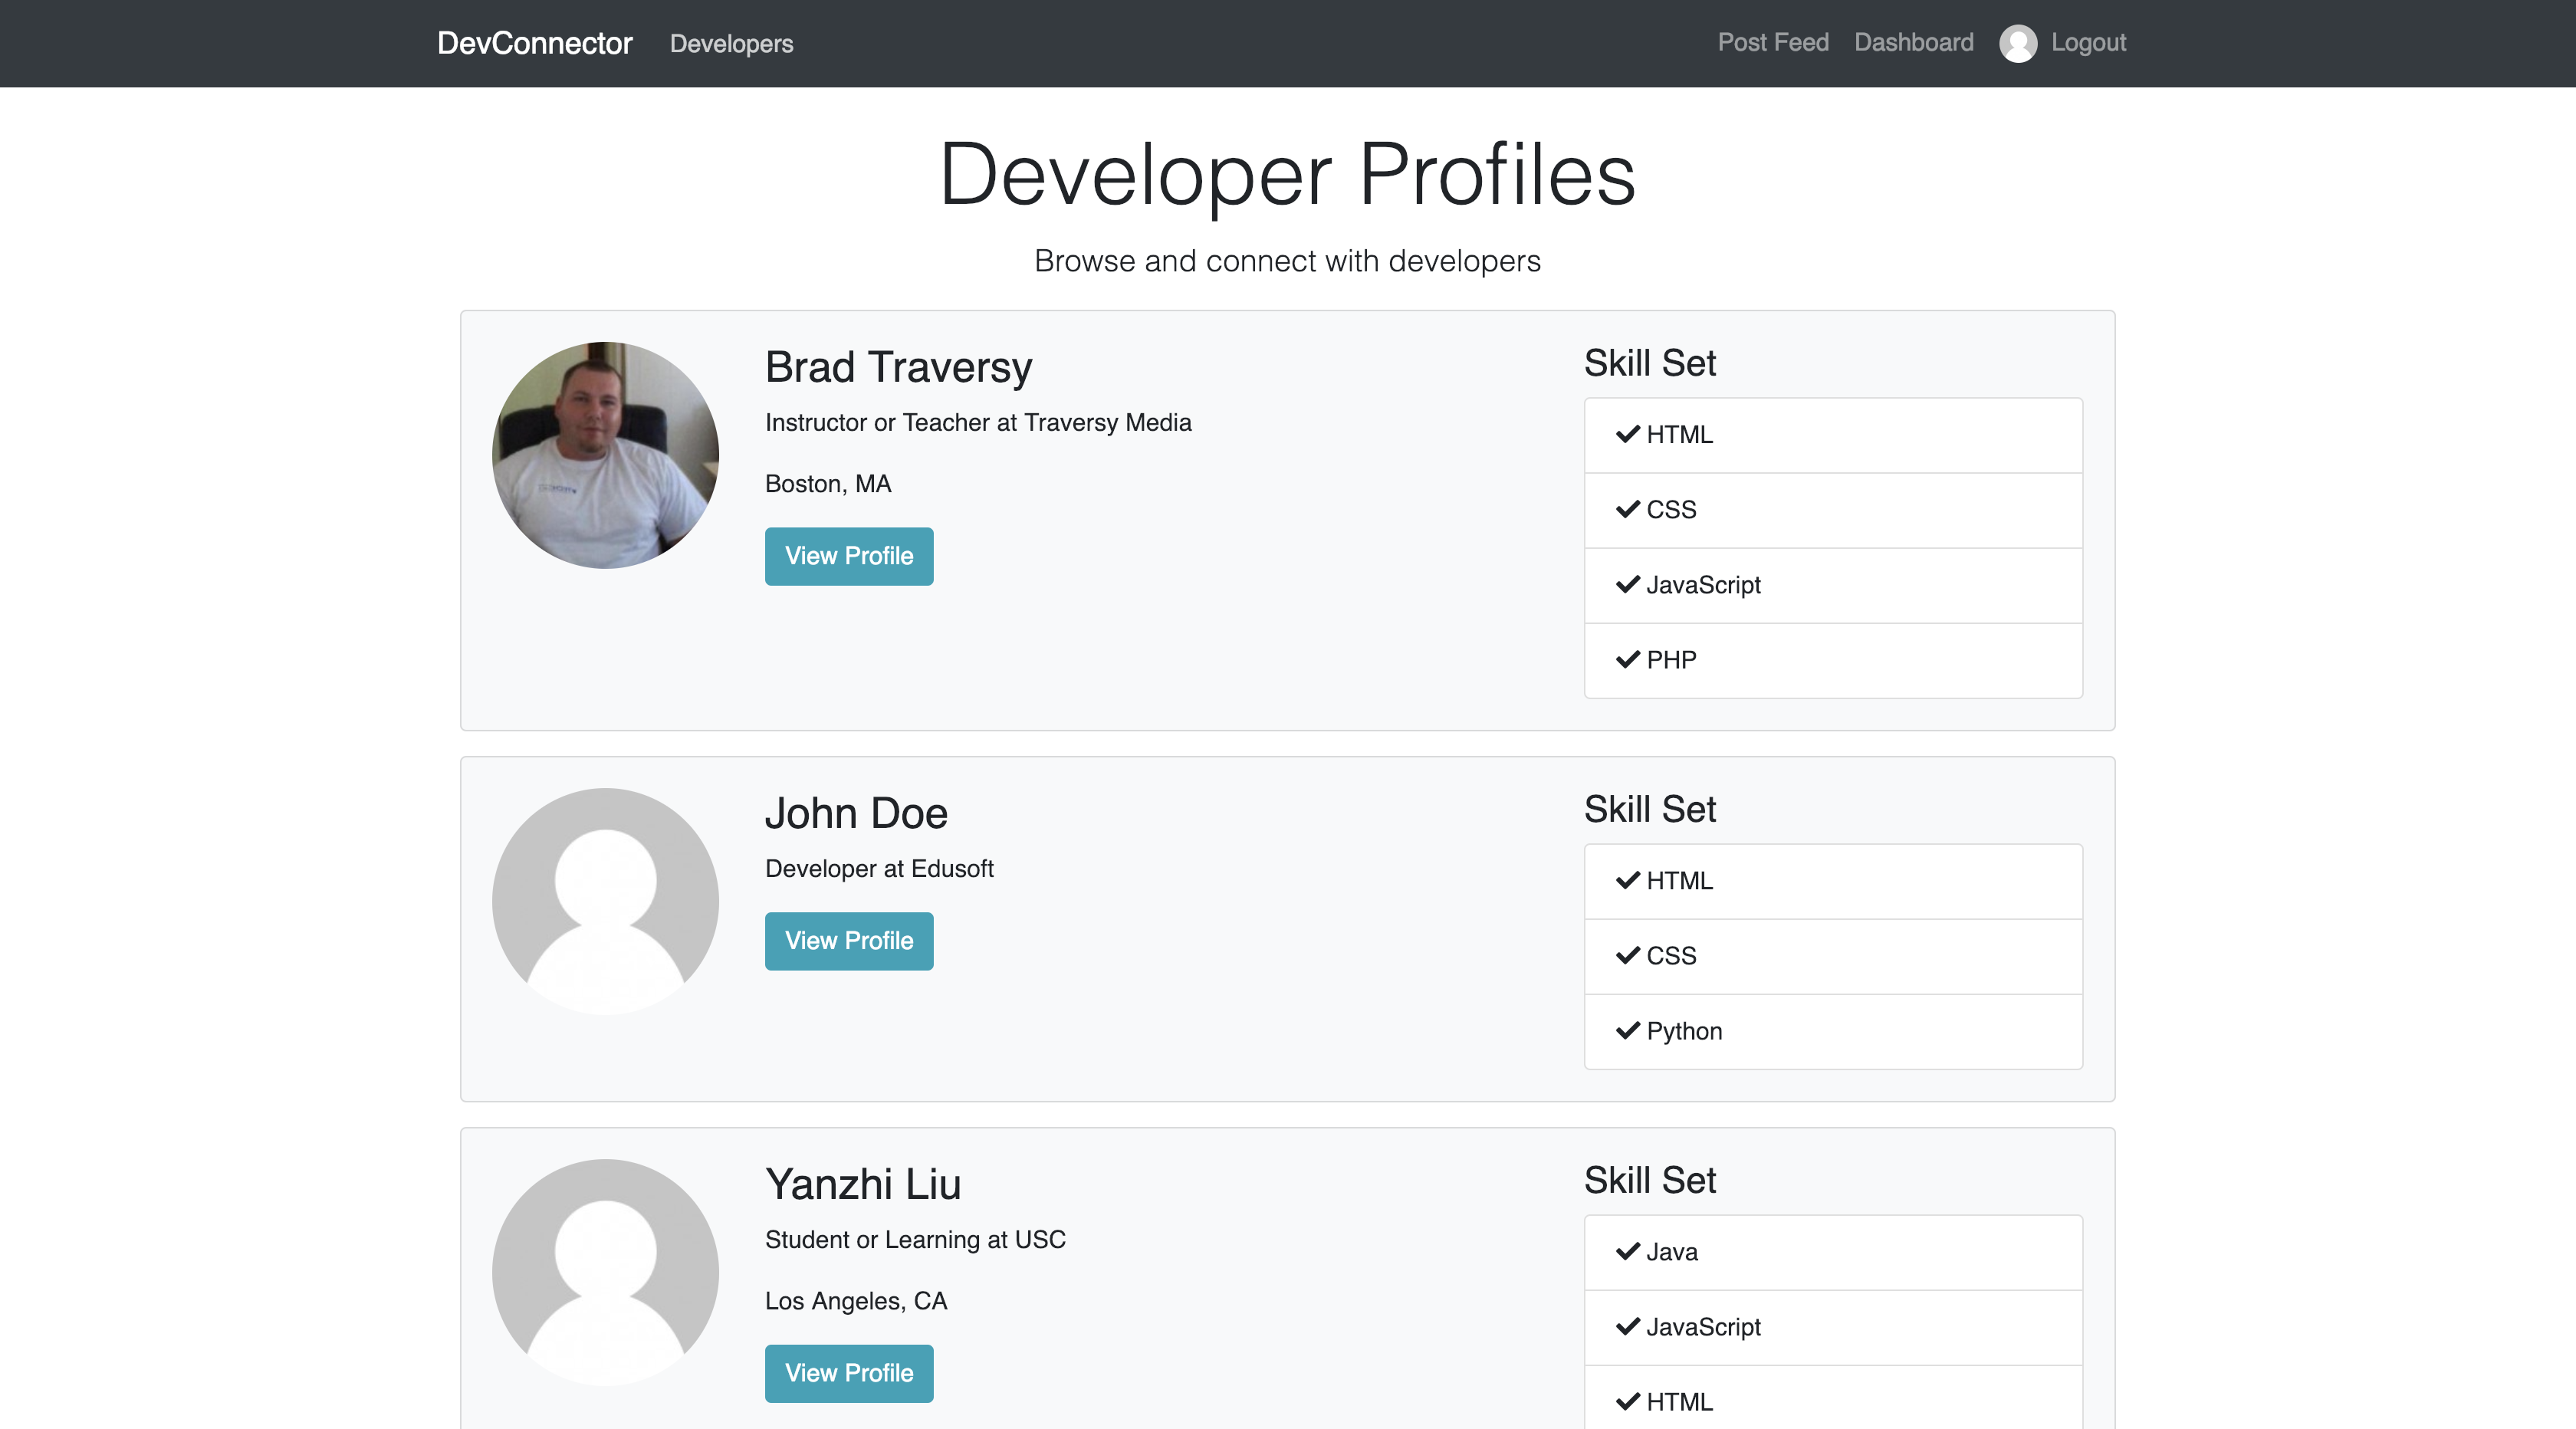 DevConnector Developers Post Feed Dashboard Logout
Developer Profiles
Browse and connect with developers
Brad Traversy
Instructor or Teacher at Traversy Media
Boston, MA
View Profile
Skill Set
HTML
CSS
JavaScript
PHP
John Doe
Developer at Edusoft
View Profile
Skill Set
HTML
CSS
Python
Yanzhi Liu
Student or Learning at USC
Los Angeles, CA
View Profile
Skill Set
Java
JavaScript
HTML